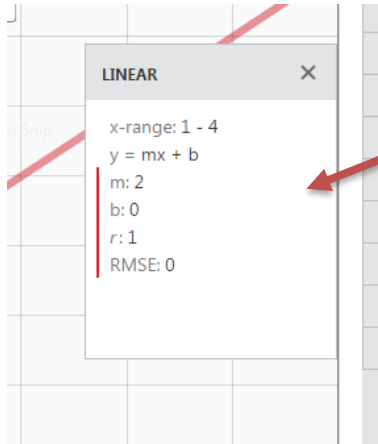 LINEAR
x-range: 1 - 4
y = mx + b
m: 2
b: 0
r: 1
RMSE: 0